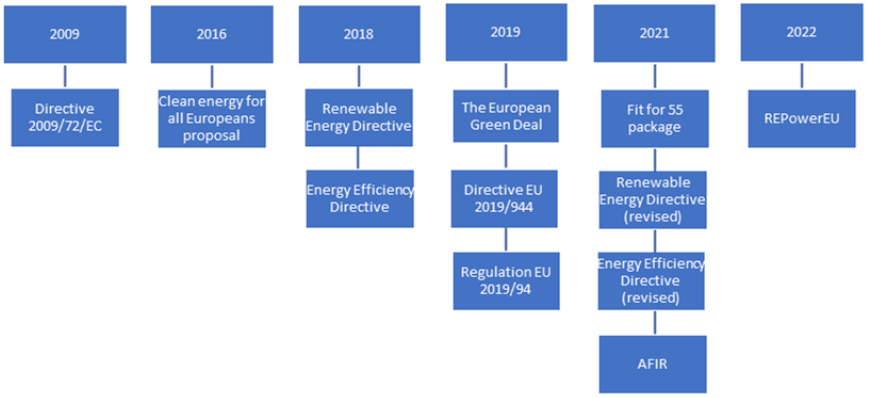 2009
Directive
2009/72/EC
2016
Clean energy for
all Europeans
proposal
2018
Renewable
Energy Directive
Energy Efficiency
Directive
2019
The European
Green Deal
Directive EU
2019/944
Regulation EU
2019/94
2021
Fit for 55
package
Renewable
Energy Directive
(revised)
Energy Efficiency
Directive
(revised)
AFIR
2022
REPowerEU